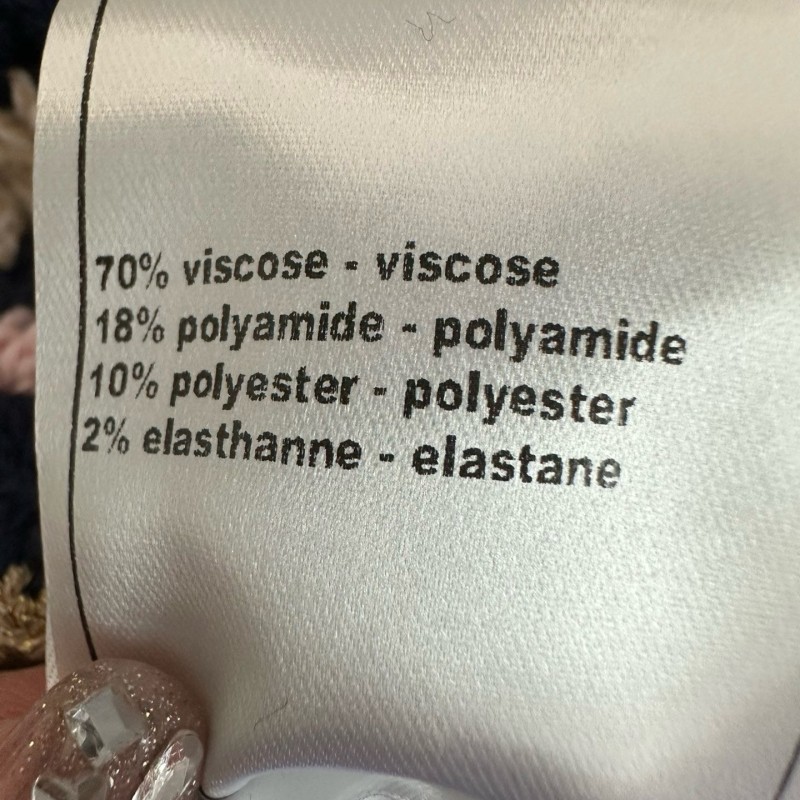 70% viscose - viscose
18% polyamide - polyamide
10% polyester - polyester
2% elasthanne - elastane